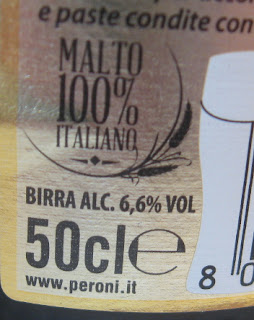 e paste condite con
MALTO
100%
ITALIANO
BIRRA ALC. 6,6% VOL
50cl e
www.peroni.it
8 0